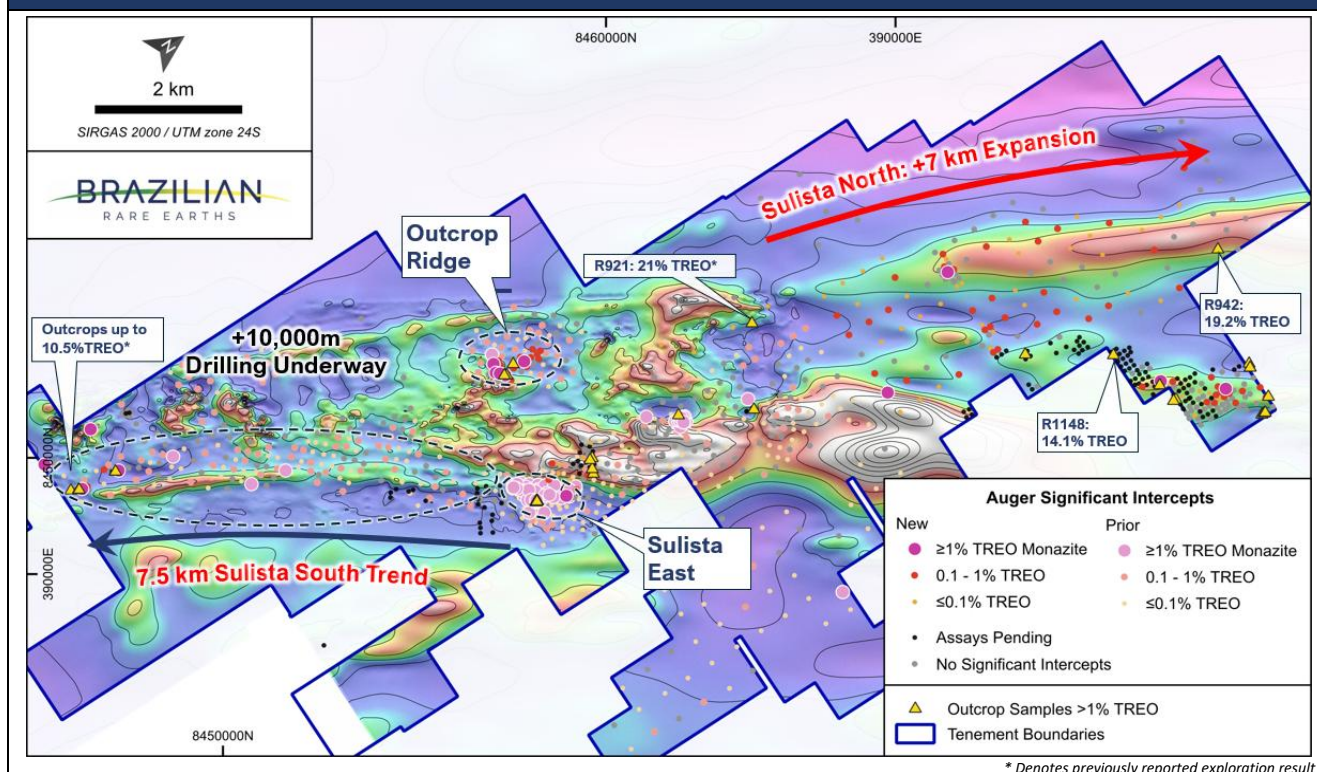 8460000N
390000E
N
2 km
SIRGAS 2000 / UTM zone 24S
BRAZILIAN
RARE EARTHS
Sulista North: +7 km Expansion
Outcrop
Ridge
R921: 21% TREO*
R942:
19.2% TREO
Outcrops up to
10.5%TREO*
+10,000m
Drilling Underway
R1148:
14.1% TREO
8450000N
390000E
Sulista
East
7.5 km Sulista South Trend
8450000N
Auger Significant Intercepts
New
Prior
≥1% TREO Monazite
≥1% TREO Monazite
0.1 - 1% TREO
0.1 - 1% TREO
≤0.1% TREO
≤0.1% TREO
Assays Pending
No Significant Intercepts
Outcrop Samples >1% TREO
Tenement Boundaries
* Denotes previously reported exploration result